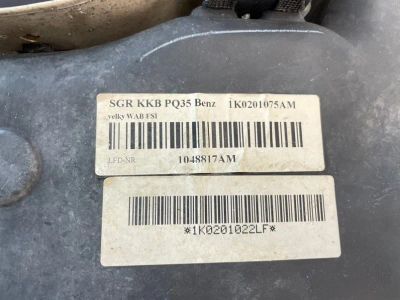 SGR KKB PQ35 Benz 1K0201075AM
velky WAB FSI
LFD-NR 1048817AM
*1K0201022LF*